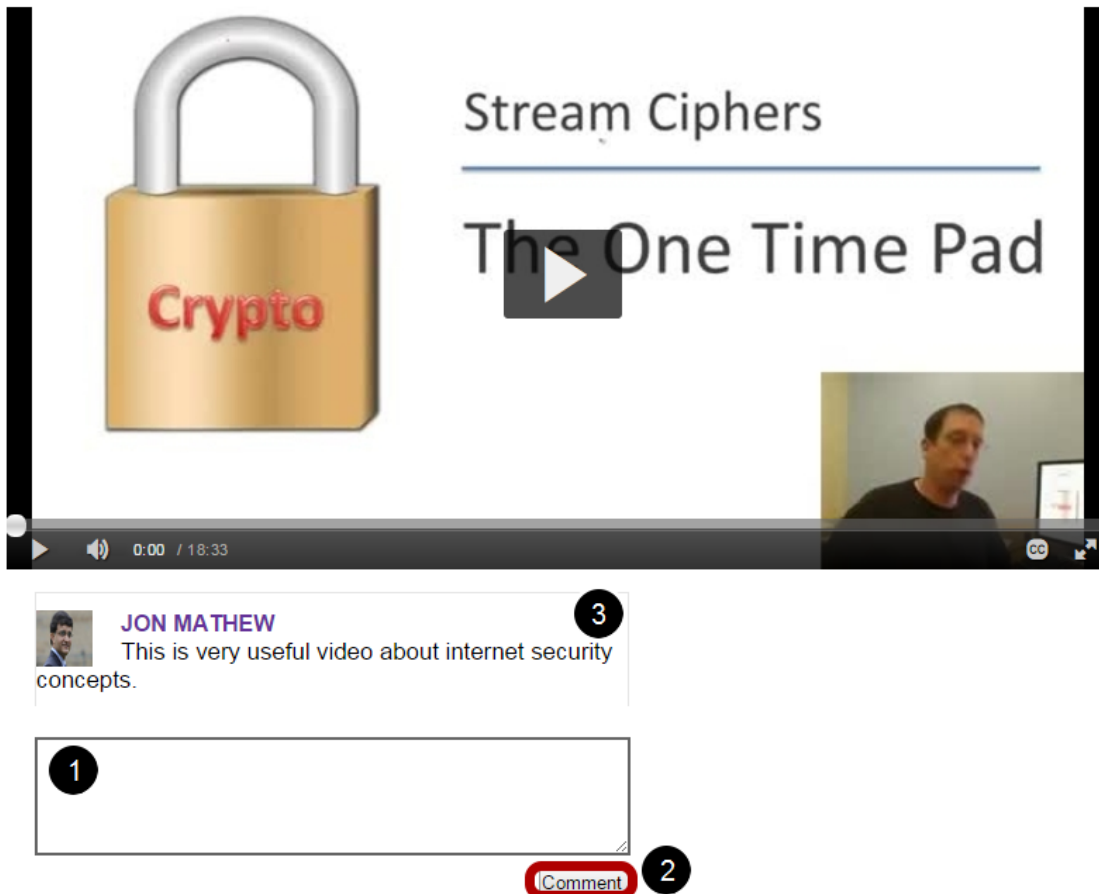 Stream Ciphers
The One Time Pad
Crypto
0:00 / 18:33
CC
3
JON MATHEW
This is very useful video about internet security
concepts.
1
Comment
2